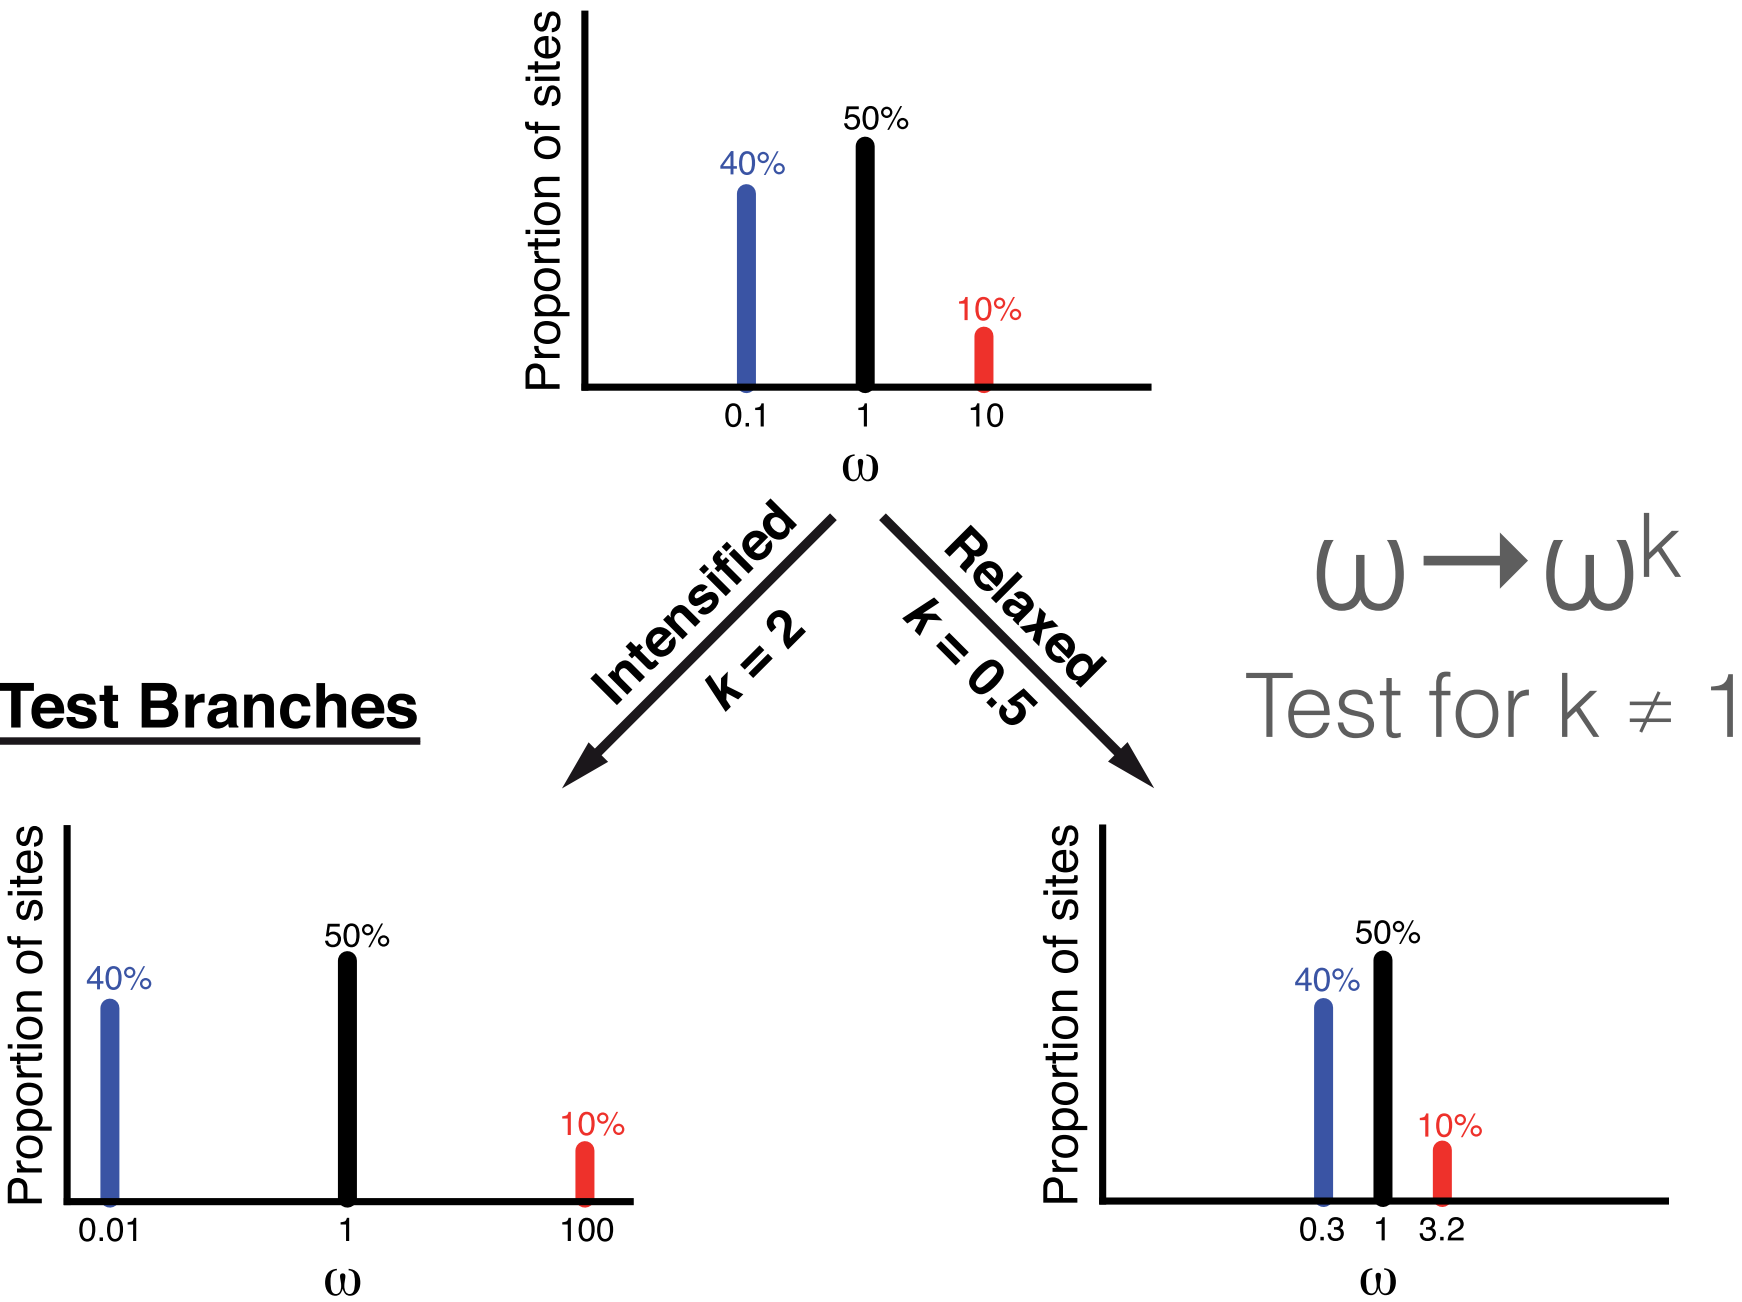 Proportion of sites
50%
40%
10%
0.1 1 10
ω
Intensified
k = 2
Relaxed
k = 0.5
ω → ωᵏ
Test for k ≠ 1
Test Branches
Proportion of sites
50%
40%
10%
0.01 1 100
ω
Proportion of sites
50%
40%
10%
0.3 1 3.2
ω